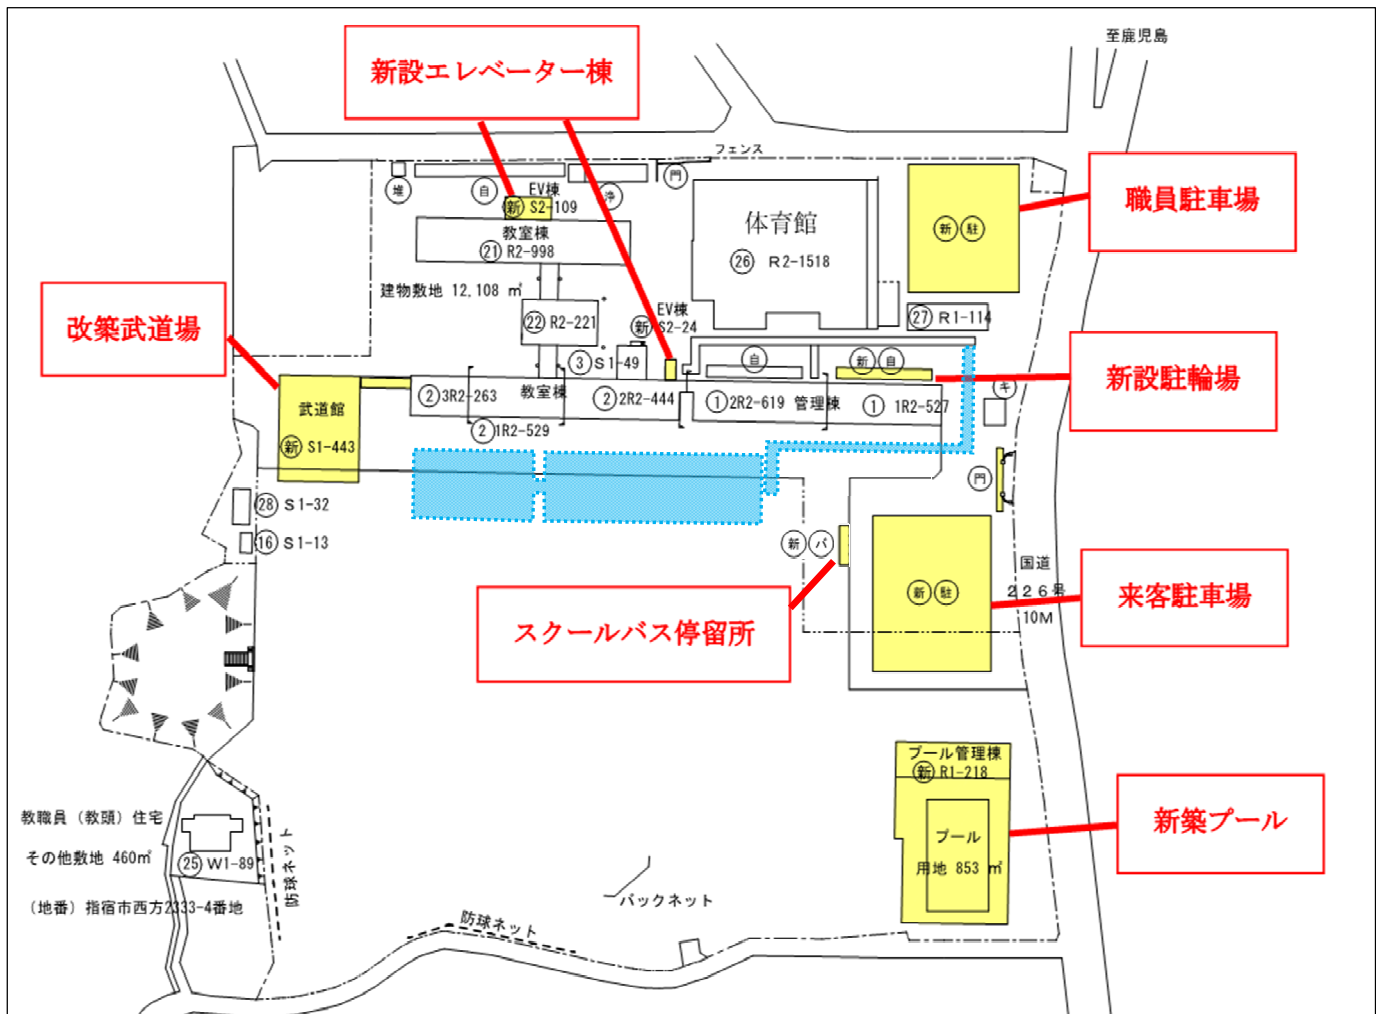 至鹿児島
新設エレベーター棟
フェンス
職員駐車場
堆
自
EV棟
浄
門
新 S2-109
教室棟
21 R2-998
体育館
26 R2-1518
新 駐
建物敷地 12,108 ㎡
改築武道場
22 R2-221
EV棟
新 S2-24
27 R1-114
3 S1-49
自
新 自
新設駐輪場
キ
武道館
2 3R2-263
教室棟
2 2R2-444
1 2R2-619 管理棟
1 1R2-527
2 1R2-529
新 S1-443
門
28 S1-32
16 S1-13
新 バ
国道
226号
10M
新 駐
来客駐車場
スクールバス停留所
プール管理棟
新 R1-218
新築プール
プール
用地 853 ㎡
教職員（教頭）住宅
その他敷地 460㎡
25 W1-89
（地番）指宿市西方2333-4番地
防球ネット
バックネット
防球ネット